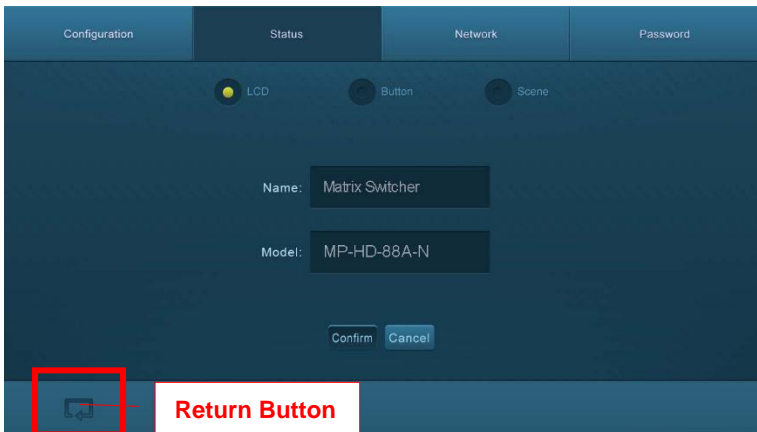 Configuration Status Network Password
LCD Button Scene
Name: Matrix Switcher
Model: MP-HD-88A-N
Confirm Cancel
Return Button